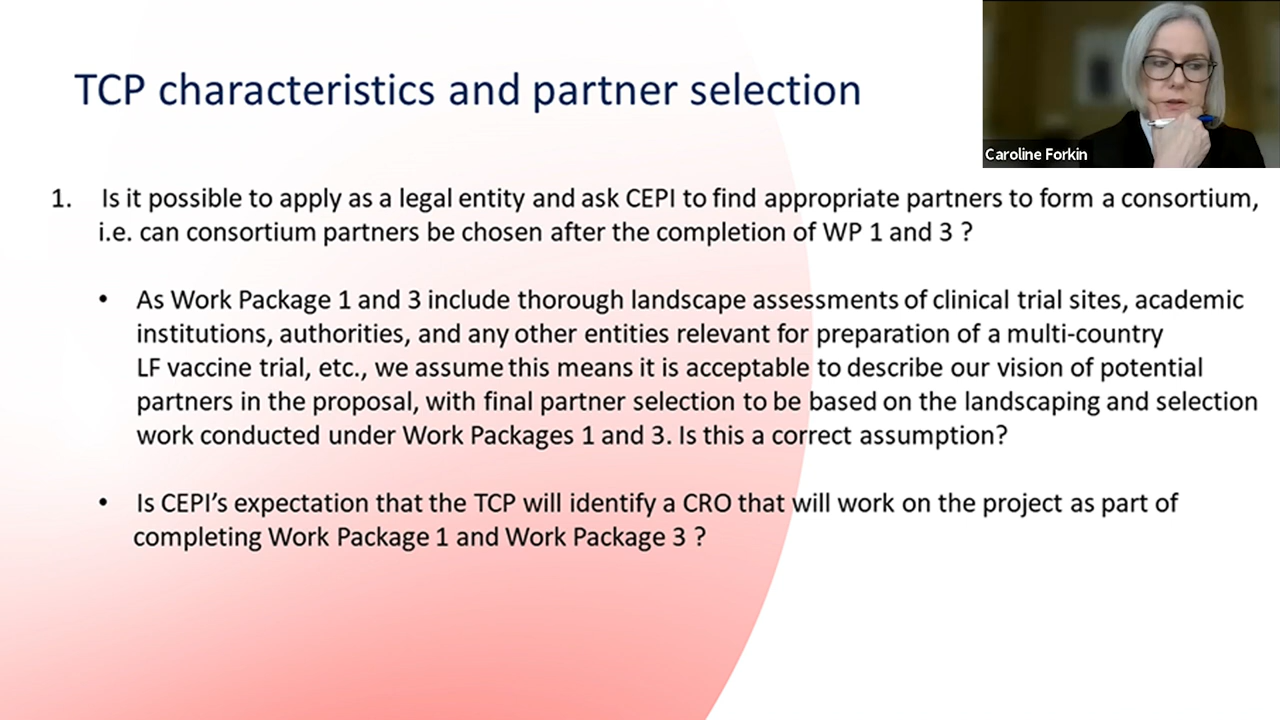 TCP characteristics and partner selection
Caroline Forkin
1. Is it possible to apply as a legal entity and ask CEPI to find appropriate partners to form a consortium,
i.e. can consortium partners be chosen after the completion of WP 1 and 3 ?
• As Work Package 1 and 3 include thorough landscape assessments of clinical trial sites, academic
institutions, authorities, and any other entities relevant for preparation of a multi-country
LF vaccine trial, etc., we assume this means it is acceptable to describe our vision of potential
partners in the proposal, with final partner selection to be based on the landscaping and selection
work conducted under Work Packages 1 and 3. Is this a correct assumption?
• Is CEPI’s expectation that the TCP will identify a CRO that will work on the project as part of
completing Work Package 1 and Work Package 3 ?